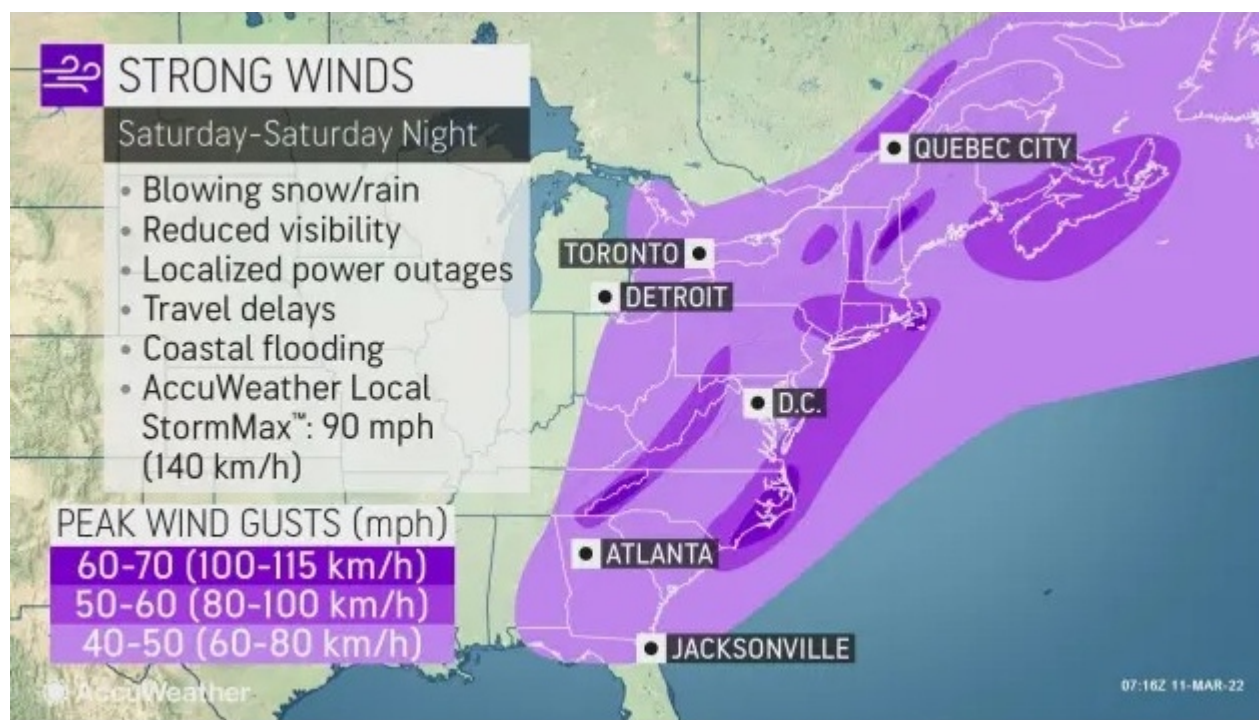 STRONG WINDS
Saturday-Saturday Night
• Blowing snow/rain
• Reduced visibility
• Localized power outages
• Travel delays
• Coastal flooding
• AccuWeather Local
StormMax™: 90 mph
(140 km/h)
PEAK WIND GUSTS (mph)
60-70 (100-115 km/h)
50-60 (80-100 km/h)
40-50 (60-80 km/h)
AccuWeather
QUEBEC CITY
TORONTO
DETROIT
D.C.
ATLANTA
JACKSONVILLE
07:16Z 11-MAR-22